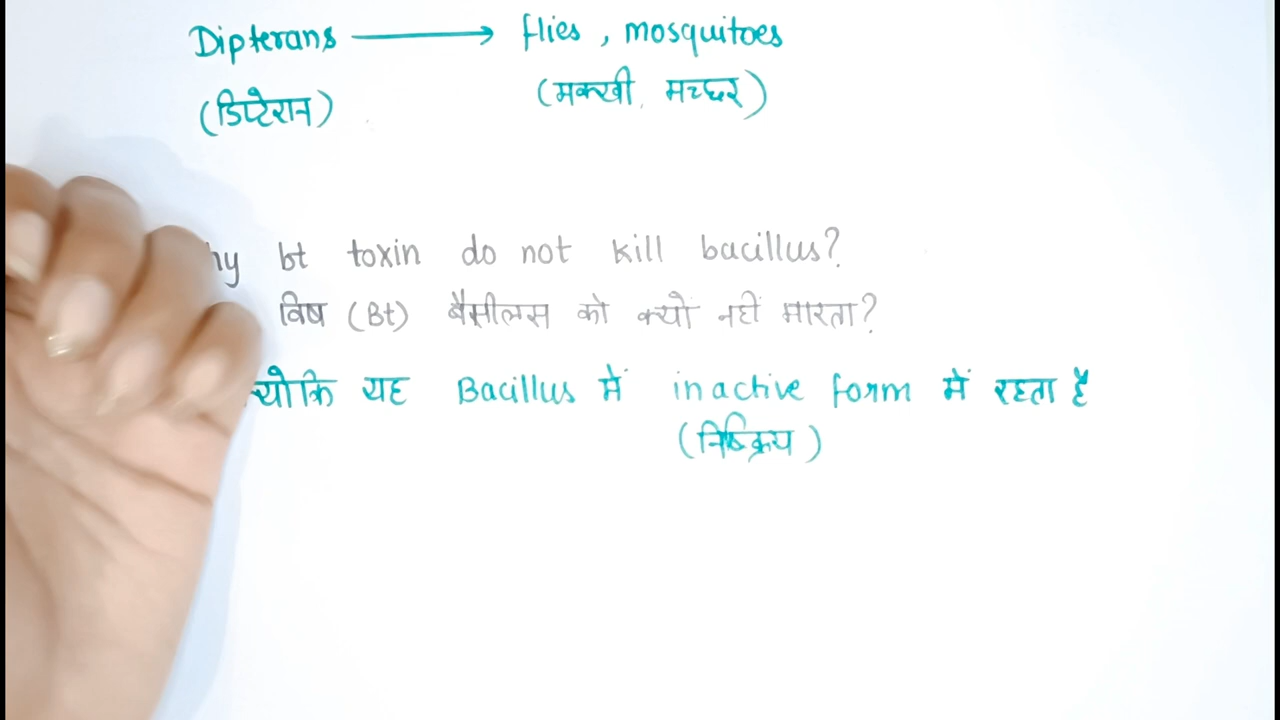 Dipterans → flies, mosquitoes
(डिप्टेरान) (मक्खी, मच्छर)
bt toxin do not kill bacillus?
विष (Bt) बैसीलस को क्यों नहीं मारता?
यह Bacillus में inactive form में रहता है
(निष्क्रिय)